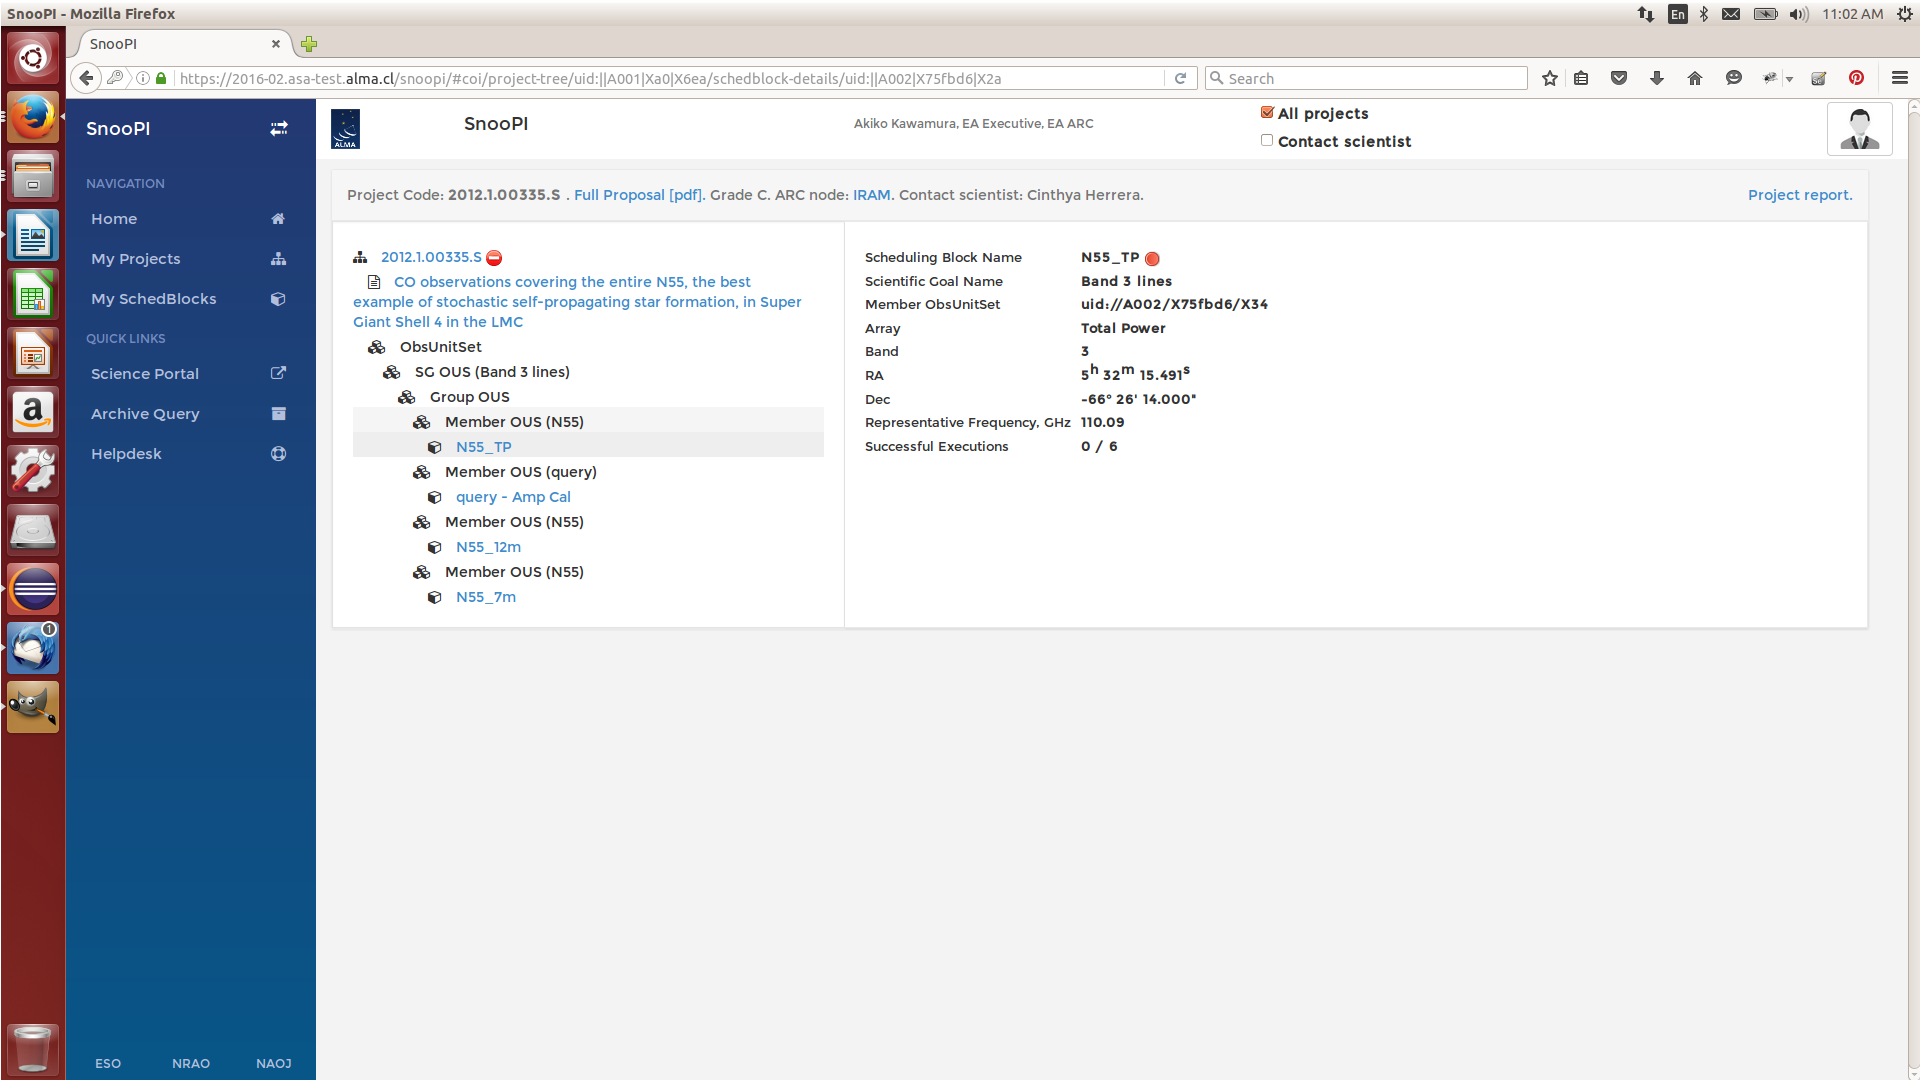 SnooPI - Mozilla Firefox
En
11:02 AM
SnooPI
https://2016-02.asa-test.alma.cl/snoopi/#coi/project-tree/uid:||A001|Xa0|X6ea/schedblock-details/uid:||A002|X75fbd6|X2a
Search
SnooPI
NAVIGATION
Home
My Projects
My SchedBlocks
QUICK LINKS
Science Portal
Archive Query
Helpdesk
ESO NRAO NAOJ
1
ALMA
SnooPI
Akiko Kawamura, EA Executive, EA ARC
All projects
Contact scientist
Project Code: 2012.1.00335.S . Full Proposal [pdf]. Grade C. ARC node: IRAM. Contact scientist: Cinthya Herrera.
Project report.
2012.1.00335.S
CO observations covering the entire N55, the best
example of stochastic self-propagating star formation, in Super
Giant Shell 4 in the LMC
ObsUnitSet
SG OUS (Band 3 lines)
Group OUS
Member OUS (N55)
N55_TP
Member OUS (query)
query - Amp Cal
Member OUS (N55)
N55_12m
Member OUS (N55)
N55_7m
Scheduling Block Name N55_TP
Scientific Goal Name Band 3 lines
Member ObsUnitSet uid://A002/X75fbd6/X34
Array Total Power
Band 3
RA 5h 32m 15.491s
Dec -66° 26' 14.000"
Representative Frequency, GHz 110.09
Successful Executions 0 / 6